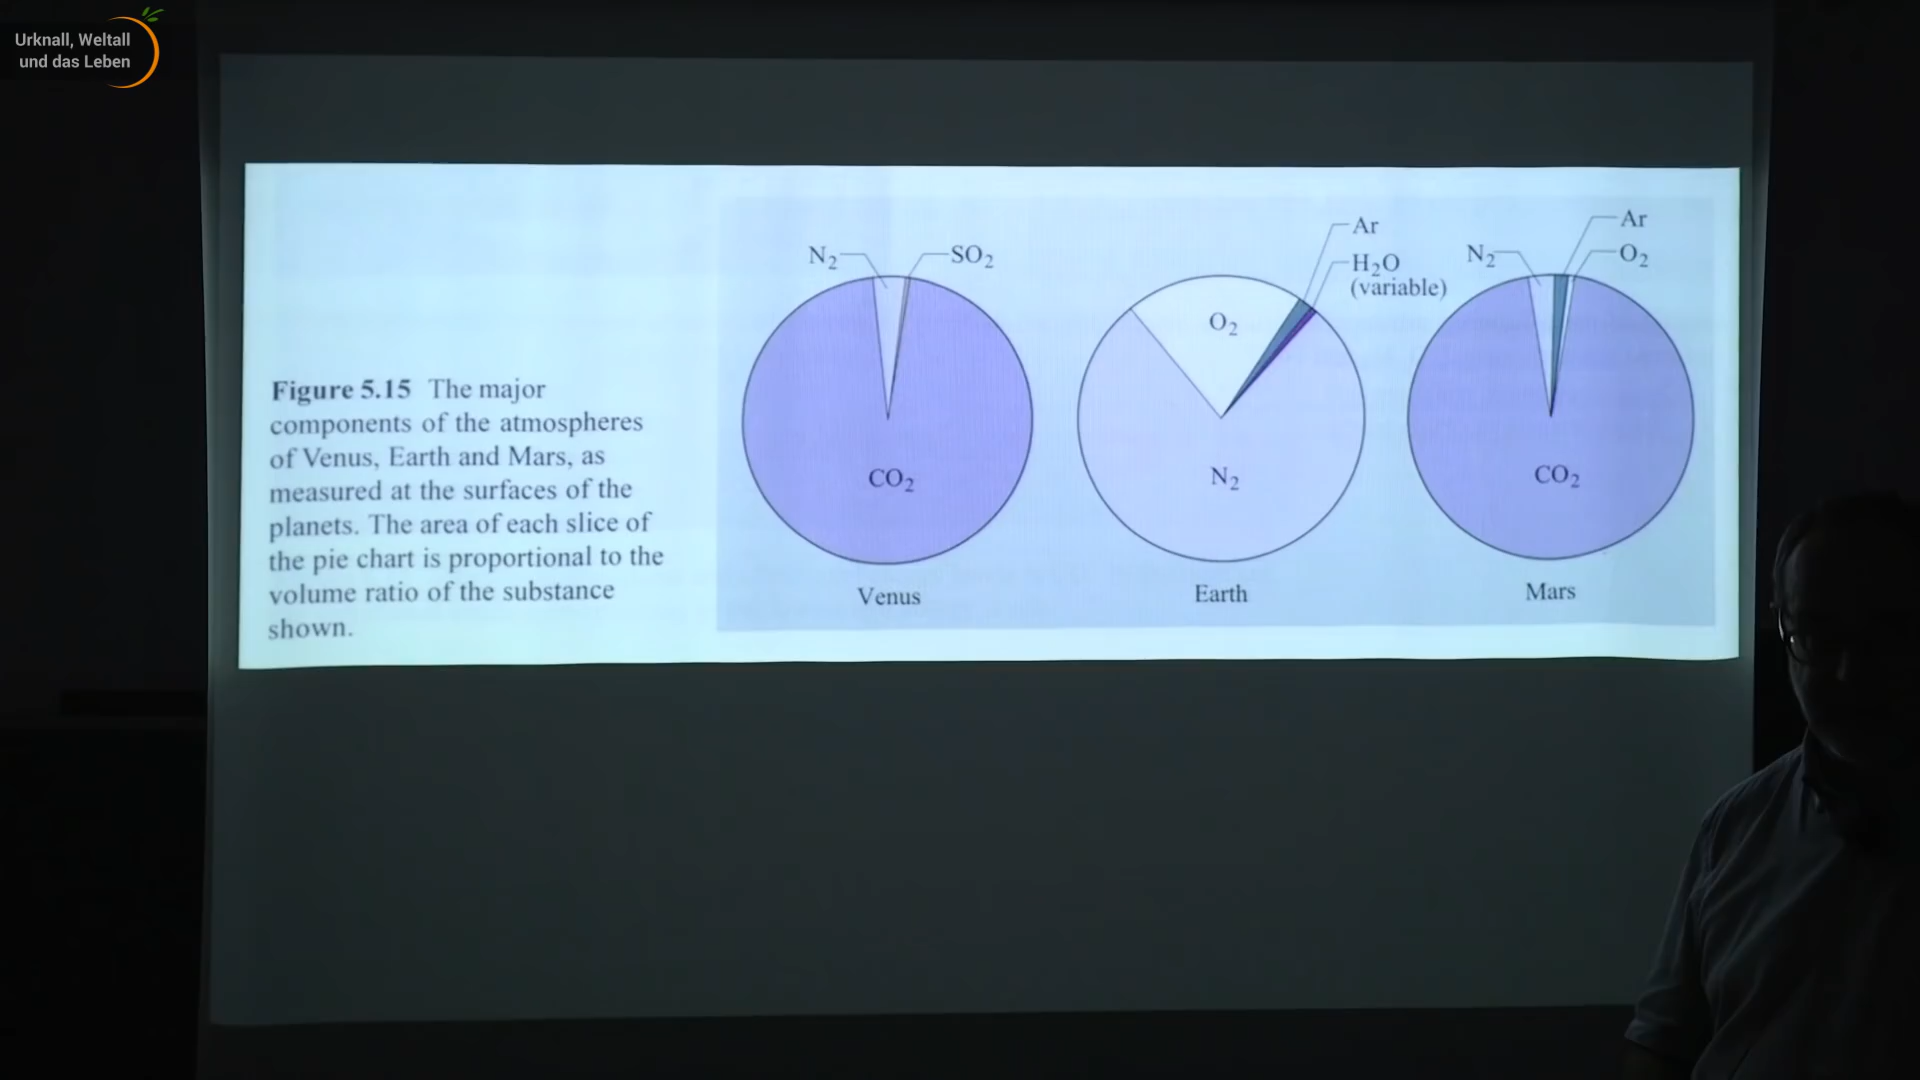 Urknall, Weltall
und das Leben
Figure 5.15 The major
components of the atmospheres
of Venus, Earth and Mars, as
measured at the surfaces of the
planets. The area of each slice of
the pie chart is proportional to the
volume ratio of the substance
shown.
N₂
SO₂
CO₂
Venus
Ar
H₂O
(variable)
O₂
N₂
Earth
Ar
O₂
N₂
CO₂
Mars